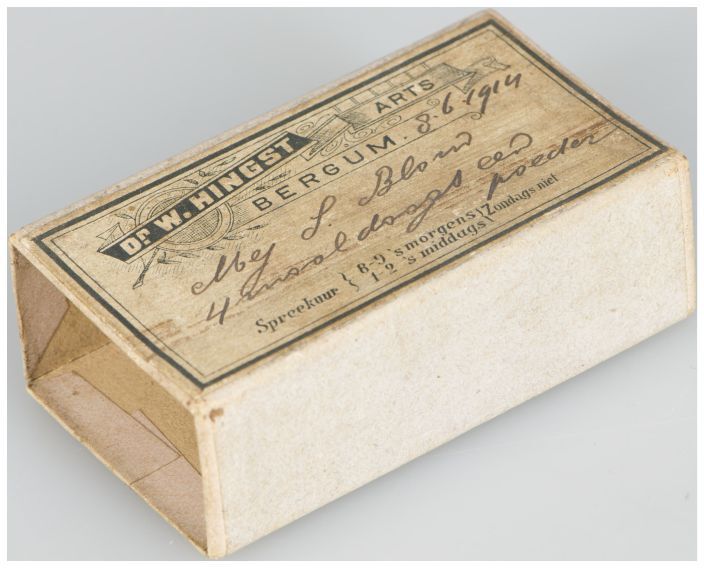 Dr. W. HINGST ARTS
BERGUM. 8.6.1914
Mej S. Blom
4 maal daags een poeder
Spreekuur { 8-9 's morgens } Zondags niet
{ 1-2 's middags }